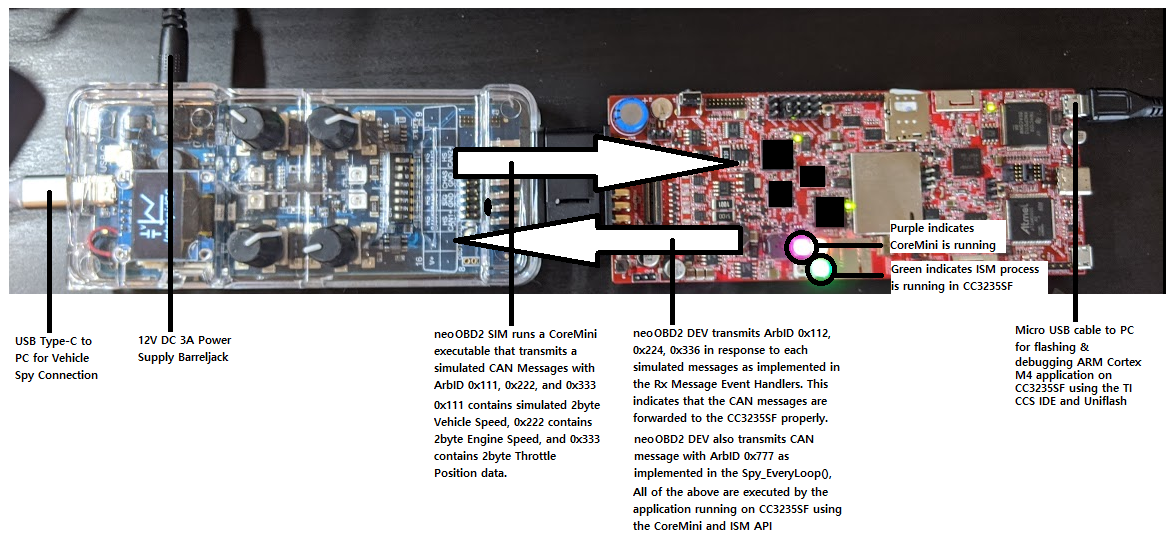 Purple indicates
CoreMini is running
Green indicates ISM process
is running in CC3235SF
USB Type-C to
PC for Vehicle
Spy Connection
12V DC 3A Power
Supply Barreljack
neoOBD2 SIM runs a CoreMini
executable that transmits a
simulated CAN Messages with
ArbID 0x111, 0x222, and 0x333
0x111 contains simulated 2byte
Vehicle Speed, 0x222 contains
2byte Engine Speed, and 0x333
contains 2byte Throttle
Position data.
neoOBD2 DEV transmits ArbID 0x112,
0x224, 0x336 in response to each
simulated messages as implemented in
the Rx Message Event Handlers. This
indicates that the CAN messages are
forwarded to the CC3235SF properly.
neoOBD2 DEV also transmits CAN
message with ArbID 0x777 as
implemented in the Spy_EveryLoop(),
All of the above are executed by the
application running on CC3235SF using
the CoreMini and ISM API
Micro USB cable to PC
for flashing &
debugging ARM Cortex
M4 application on
CC3235SF using the TI
CCS IDE and Uniflash
Atmel
16
V+